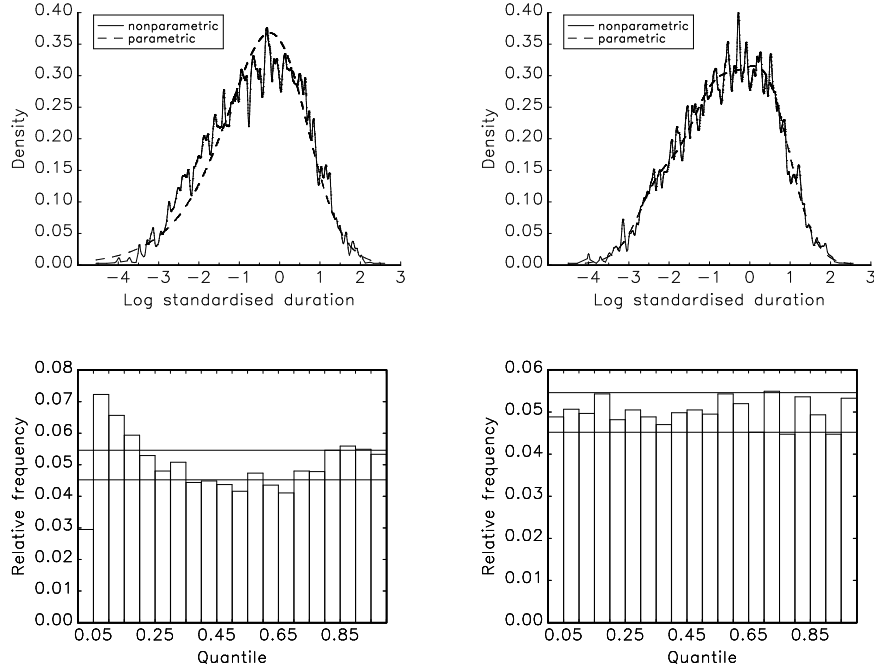 nonparametric
parametric
0.40
0.35
0.30
0.25
0.20
0.15
0.10
0.05
0.00
Density
−4 −3 −2 −1 0 1 2 3
Log standardised duration
nonparametric
parametric
0.40
0.35
0.30
0.25
0.20
0.15
0.10
0.05
0.00
Density
−4 −3 −2 −1 0 1 2 3
Log standardised duration
0.08
0.07
0.06
0.05
0.04
0.03
0.02
0.01
0.00
Relative frequency
0.05 0.25 0.45 0.65 0.85
Quantile
0.06
0.05
0.04
0.03
0.02
0.01
0.00
Relative frequency
0.05 0.25 0.45 0.65 0.85
Quantile